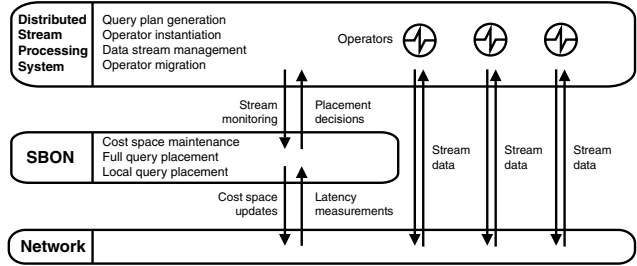 Distributed
Stream
Processing
System
Query plan generation
Operator instantiation
Data stream management
Operator migration
Operators
Stream
monitoring
Placement
decisions
SBON
Cost space maintenance
Full query placement
Local query placement
Stream
data
Stream
data
Stream
data
Cost space
updates
Latency
measurements
Network